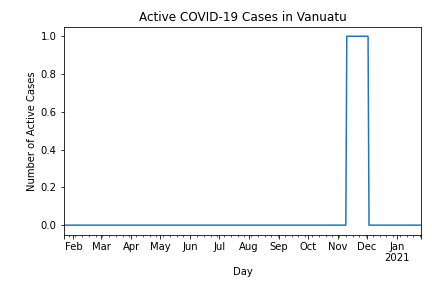 Active COVID-19 Cases in Vanuatu
1.0
0.8
0.6
0.4
0.2
0.0
Number of Active Cases
Feb Mar Apr May Jun Jul Aug Sep Oct Nov Dec Jan
2021
Day